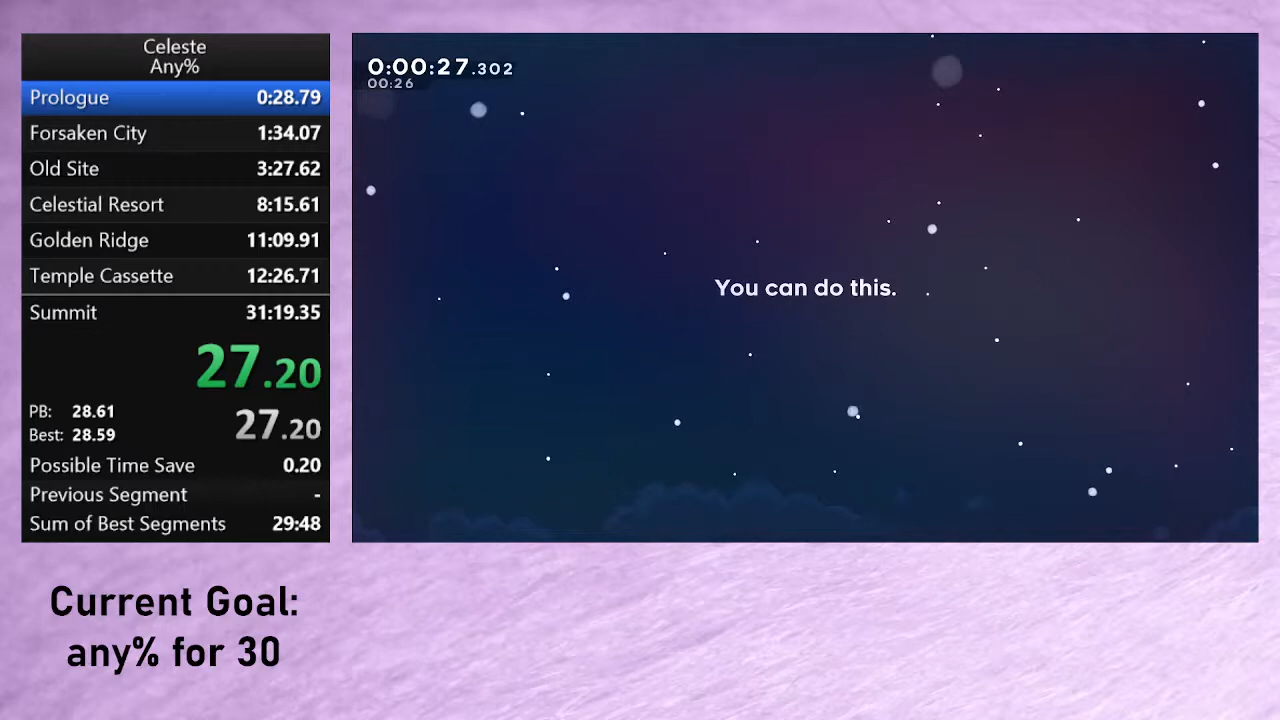 Celeste
Any%
Prologue 0:28.79
Forsaken City 1:34.07
Old Site 3:27.62
Celestial Resort 8:15.61
Golden Ridge 11:09.91
Temple Cassette 12:26.71
Summit 31:19.35
27.20
PB: 28.61
Best: 28.59
27.20
Possible Time Save 0.20
Previous Segment -
Sum of Best Segments 29:48
0:00:27.302
00:26
You can do this.
Current Goal:
any% for 30